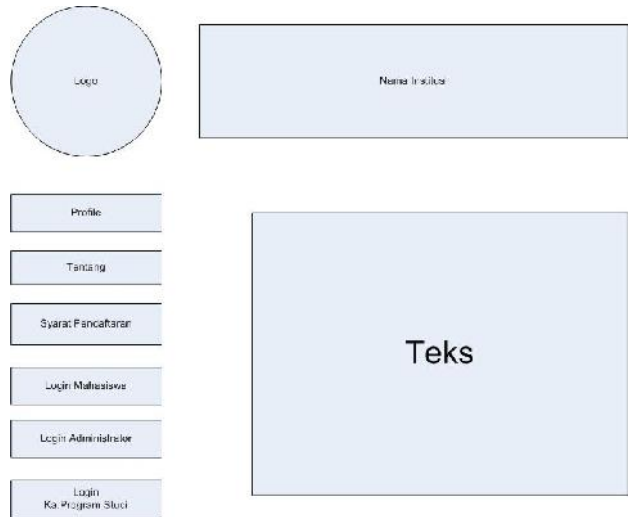 Logo
Nama Institusi
Profile
Tentang
Syarat Pendaftaran
Login Mahasiswa
Login Administrator
Login
Ka.Program Studi
Teks